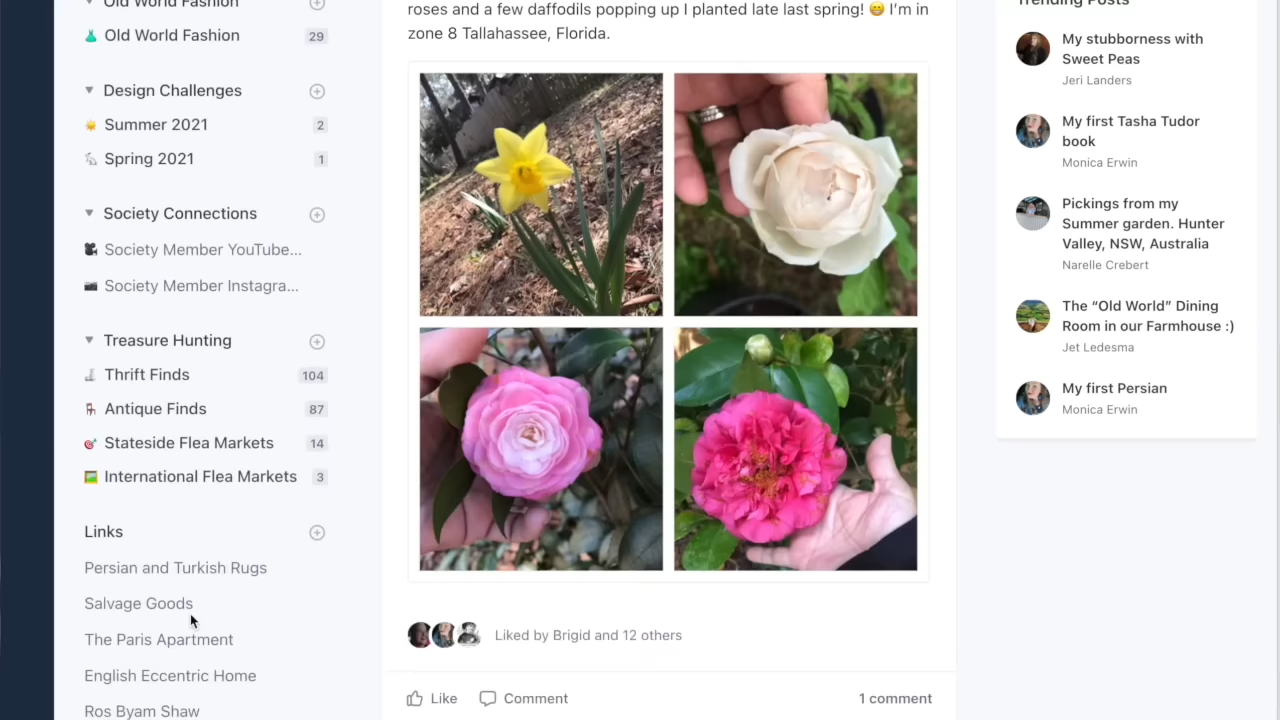 Old World Fashion
Old World Fashion 29
Design Challenges
Summer 2021 2
Spring 2021 1
Society Connections
Society Member YouTube...
Society Member Instagra...
Treasure Hunting
Thrift Finds 104
Antique Finds 87
Stateside Flea Markets 14
International Flea Markets 3
Links
Persian and Turkish Rugs
Salvage Goods
The Paris Apartment
English Eccentric Home
Ros Byam Shaw
roses and a few daffodils popping up I planted late last spring! 😁 I’m in
zone 8 Tallahassee, Florida.
Liked by Brigid and 12 others
Like Comment 1 comment
Trending Posts
My stubborness with
Sweet Peas
Jeri Landers
My first Tasha Tudor
book
Monica Erwin
Pickings from my
Summer garden. Hunter
Valley, NSW, Australia
Narelle Crebert
The “Old World” Dining
Room in our Farmhouse :)
Jet Ledesma
My first Persian
Monica Erwin